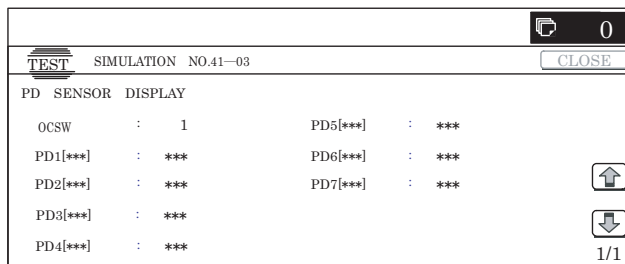 0
TEST SIMULATION NO.41—03 CLOSE
PD SENSOR DISPLAY
OCSW : 1 PD5[***] : ***
PD1[***] : *** PD6[***] : ***
PD2[***] : *** PD7[***] : ***
PD3[***] : ***
PD4[***] : ***
1/1